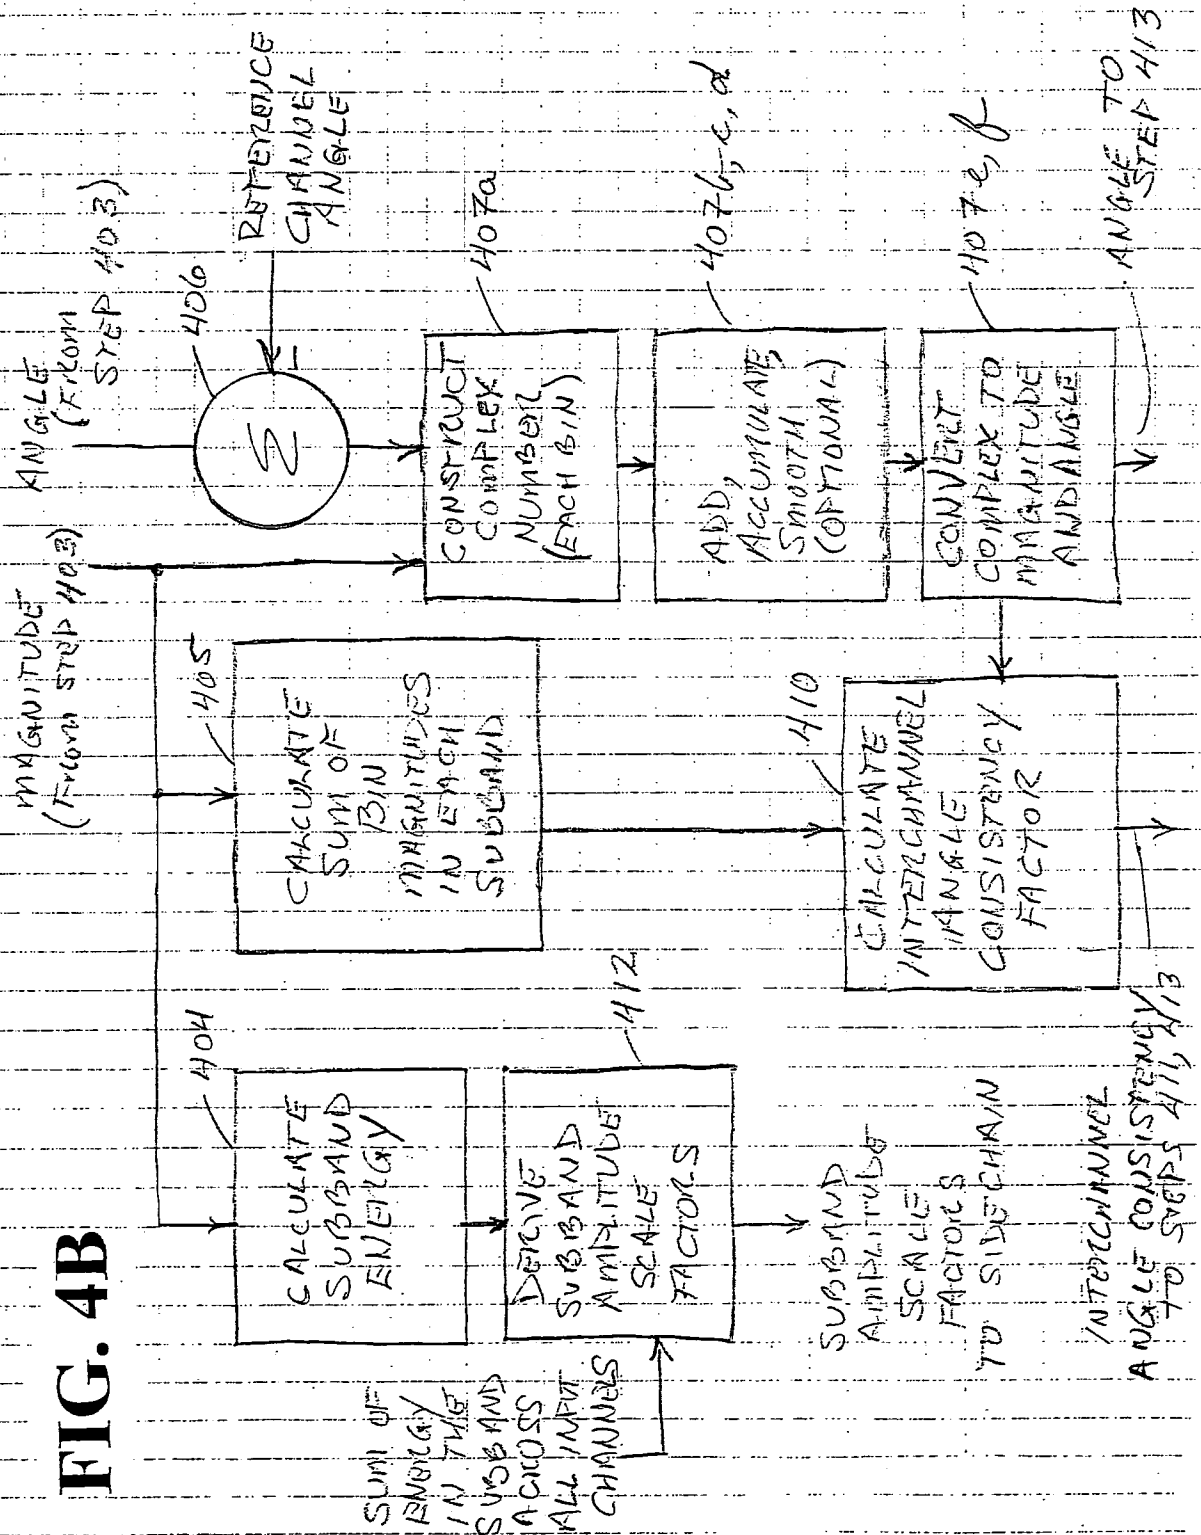 FIG. 4B
MAGNITUDE
(FROM STEP 403)
ANGLE
(FROM
STEP 403)
404
CALCULATE
SUBBAND
ENERGY
405
CALCULATE
SUM OF
BIN
MAGNITUDES
IN EACH
SUBBAND
406
Σ
-
REFERENCE
CHANNEL
ANGLE
SUM OF
ENERGY
IN THE
SUBBAND
ACROSS
ALL INPUT
CHANNELS
412
DERIVE
SUBBAND
AMPLITUDE
SCALE
FACTORS
SUBBAND
AMPLITUDE
SCALE
FACTORS
TO SIDECHAIN
407a
CONSTRUCT
COMPLEX
NUMBER
(EACH BIN)
407b, c, d
ADD,
ACCUMULATE,
SMOOTH
(OPTIONAL)
407e, f
CONVERT
COMPLEX TO
MAGNITUDE
AND ANGLE
410
CALCULATE
INTERCHANNEL
ANGLE
CONSISTENCY
FACTOR
INTERCHANNEL
ANGLE CONSISTENCY
TO STEPS 411, 413
ANGLE TO
STEP 413